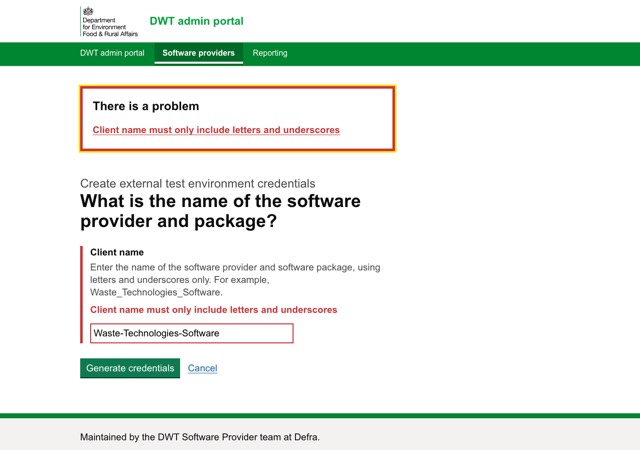 Department
for Environment
Food & Rural Affairs
DWT admin portal
DWT admin portal
Software providers
Reporting
There is a problem
Client name must only include letters and underscores
Create external test environment credentials
What is the name of the software
provider and package?
Client name
Enter the name of the software provider and software package, using
letters and underscores only. For example,
Waste_Technologies_Software.
Client name must only include letters and underscores
Waste-Technologies-Software
Generate credentials
Cancel
Maintained by the DWT Software Provider team at Defra.